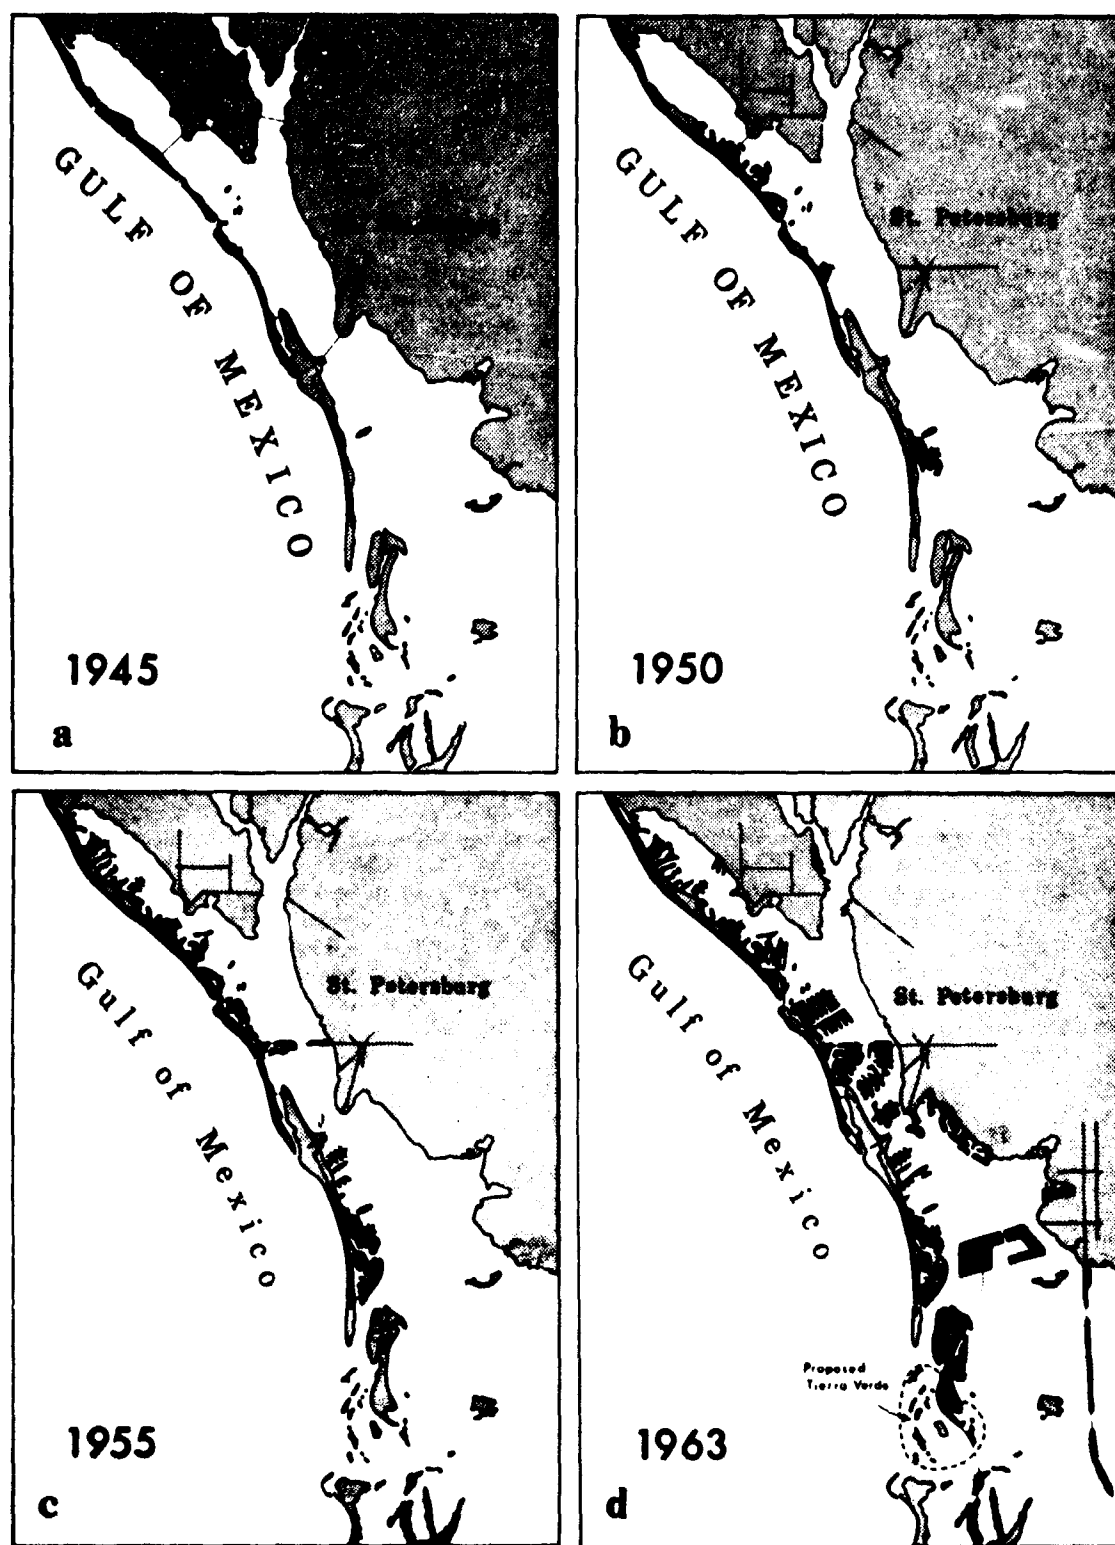 GULF OF MEXICO
1945
a
GULF OF MEXICO
St. Petersburg
1950
b
Gulf of Mexico
St. Petersburg
1955
c
Gulf of Mexico
St. Petersburg
Proposed
Tierra Verde
1963
d